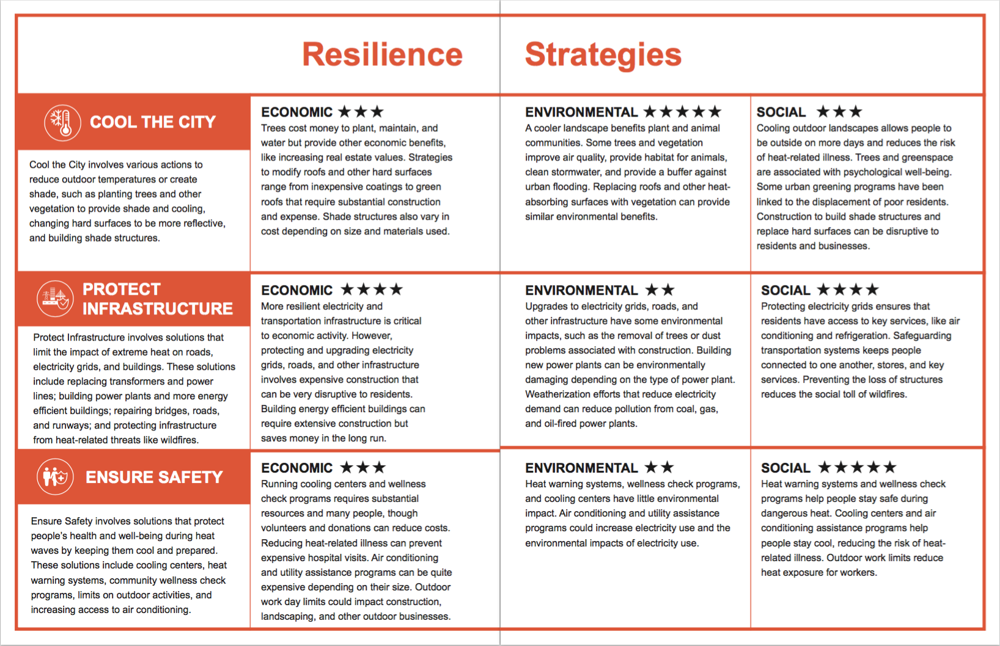 Resilience Strategies
COOL THE CITY
Cool the City involves various actions to
reduce outdoor temperatures or create
shade, such as planting trees and other
vegetation to provide shade and cooling,
changing hard surfaces to be more reflective,
and building shade structures.
ECONOMIC ★★★
Trees cost money to plant, maintain, and
water but provide other economic benefits,
like increasing real estate values. Strategies
to modify roofs and other hard surfaces
range from inexpensive coatings to green
roofs that require substantial construction
and expense. Shade structures also vary in
cost depending on size and materials used.
ENVIRONMENTAL ★★★★★
A cooler landscape benefits plant and animal
communities. Some trees and vegetation
improve air quality, provide habitat for animals,
clean stormwater, and provide a buffer against
urban flooding. Replacing roofs and other heat-
absorbing surfaces with vegetation can provide
similar environmental benefits.
SOCIAL ★★★
Cooling outdoor landscapes allows people to
be outside on more days and reduces the risk
of heat-related illness. Trees and greenspace
are associated with psychological well-being.
Some urban greening programs have been
linked to the displacement of poor residents.
Construction to build shade structures and
replace hard surfaces can be disruptive to
residents and businesses.
PROTECT
INFRASTRUCTURE
Protect Infrastructure involves solutions that
limit the impact of extreme heat on roads,
electricity grids, and buildings. These solutions
include replacing transformers and power
lines; building power plants and more energy
efficient buildings; repairing bridges, roads,
and runways; and protecting infrastructure
from heat-related threats like wildfires.
ECONOMIC ★★★★
More resilient electricity and
transportation infrastructure is critical
to economic activity. However,
protecting and upgrading electricity
grids, roads, and other infrastructure
involves expensive construction that
can be very disruptive to residents.
Building energy efficient buildings can
require extensive construction but
saves money in the long run.
ENVIRONMENTAL ★★
Upgrades to electricity grids, roads, and
other infrastructure have some environmental
impacts, such as the removal of trees or dust
problems associated with construction. Building
new power plants can be environmentally
damaging depending on the type of power plant.
Weatherization efforts that reduce electricity
demand can reduce pollution from coal, gas,
and oil-fired power plants.
SOCIAL ★★★★
Protecting electricity grids ensures that
residents have access to key services, like air
conditioning and refrigeration. Safeguarding
transportation systems keeps people
connected to one another, stores, and key
services. Preventing the loss of structures
reduces the social toll of wildfires.
ENSURE SAFETY
Ensure Safety involves solutions that protect
people’s health and well-being during heat
waves by keeping them cool and prepared.
These solutions include cooling centers, heat
warning systems, community wellness check
programs, limits on outdoor activities, and
increasing access to air conditioning.
ECONOMIC ★★★
Running cooling centers and wellness
check programs requires substantial
resources and many people, though
volunteers and donations can reduce costs.
Reducing heat-related illness can prevent
expensive hospital visits. Air conditioning
and utility assistance programs can be quite
expensive depending on their size. Outdoor
work day limits could impact construction,
landscaping, and other outdoor businesses.
ENVIRONMENTAL ★★
Heat warning systems, wellness check programs,
and cooling centers have little environmental
impact. Air conditioning and utility assistance
programs could increase electricity use and the
environmental impacts of electricity use.
SOCIAL ★★★★★
Heat warning systems and wellness check
programs help people stay safe during
dangerous heat. Cooling centers and air
conditioning assistance programs help
people stay cool, reducing the risk of heat-
related illness. Outdoor work limits reduce
heat exposure for workers.